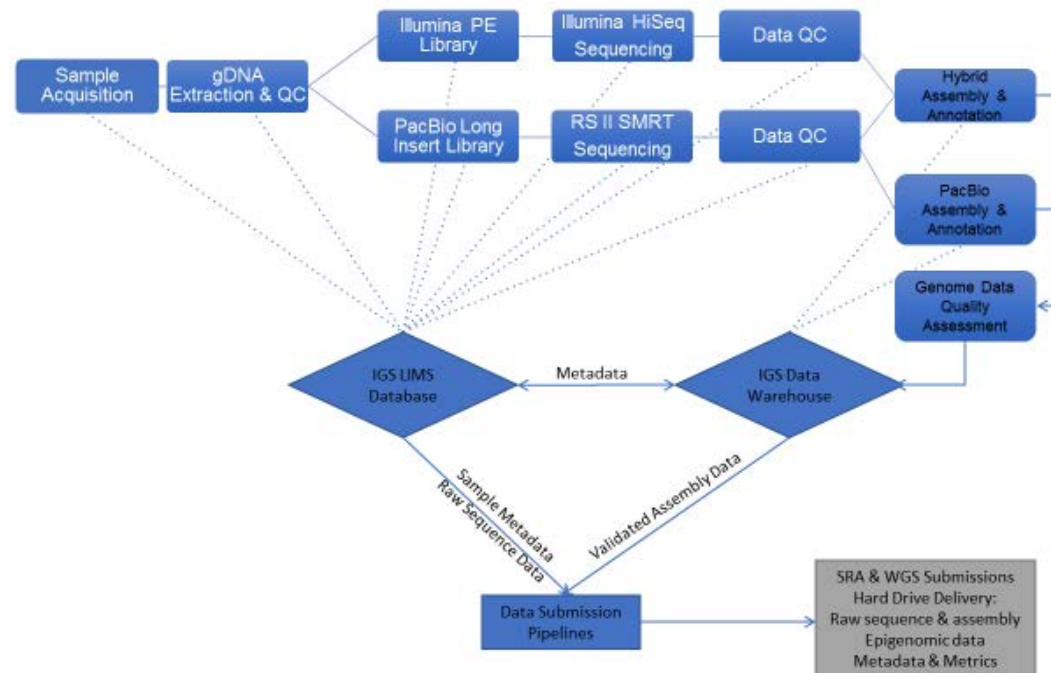 Illumina PE
Library
Illumina HiSeq
Sequencing
Data QC
Sample
Acquisition
gDNA
Extraction & QC
Hybrid
Assembly &
Annotation
PacBio Long
Insert Library
RS II SMRT
Sequencing
Data QC
PacBio
Assembly &
Annotation
Genome Data
Quality
Assessment
IGS LIMS
Database
Metadata
IGS Data
Warehouse
Sample Metadata
Raw Sequence Data
Validated Assembly Data
Data Submission
Pipelines
SRA & WGS Submissions
Hard Drive Delivery:
Raw sequence & assembly
Epigenomic data
Metadata & Metrics